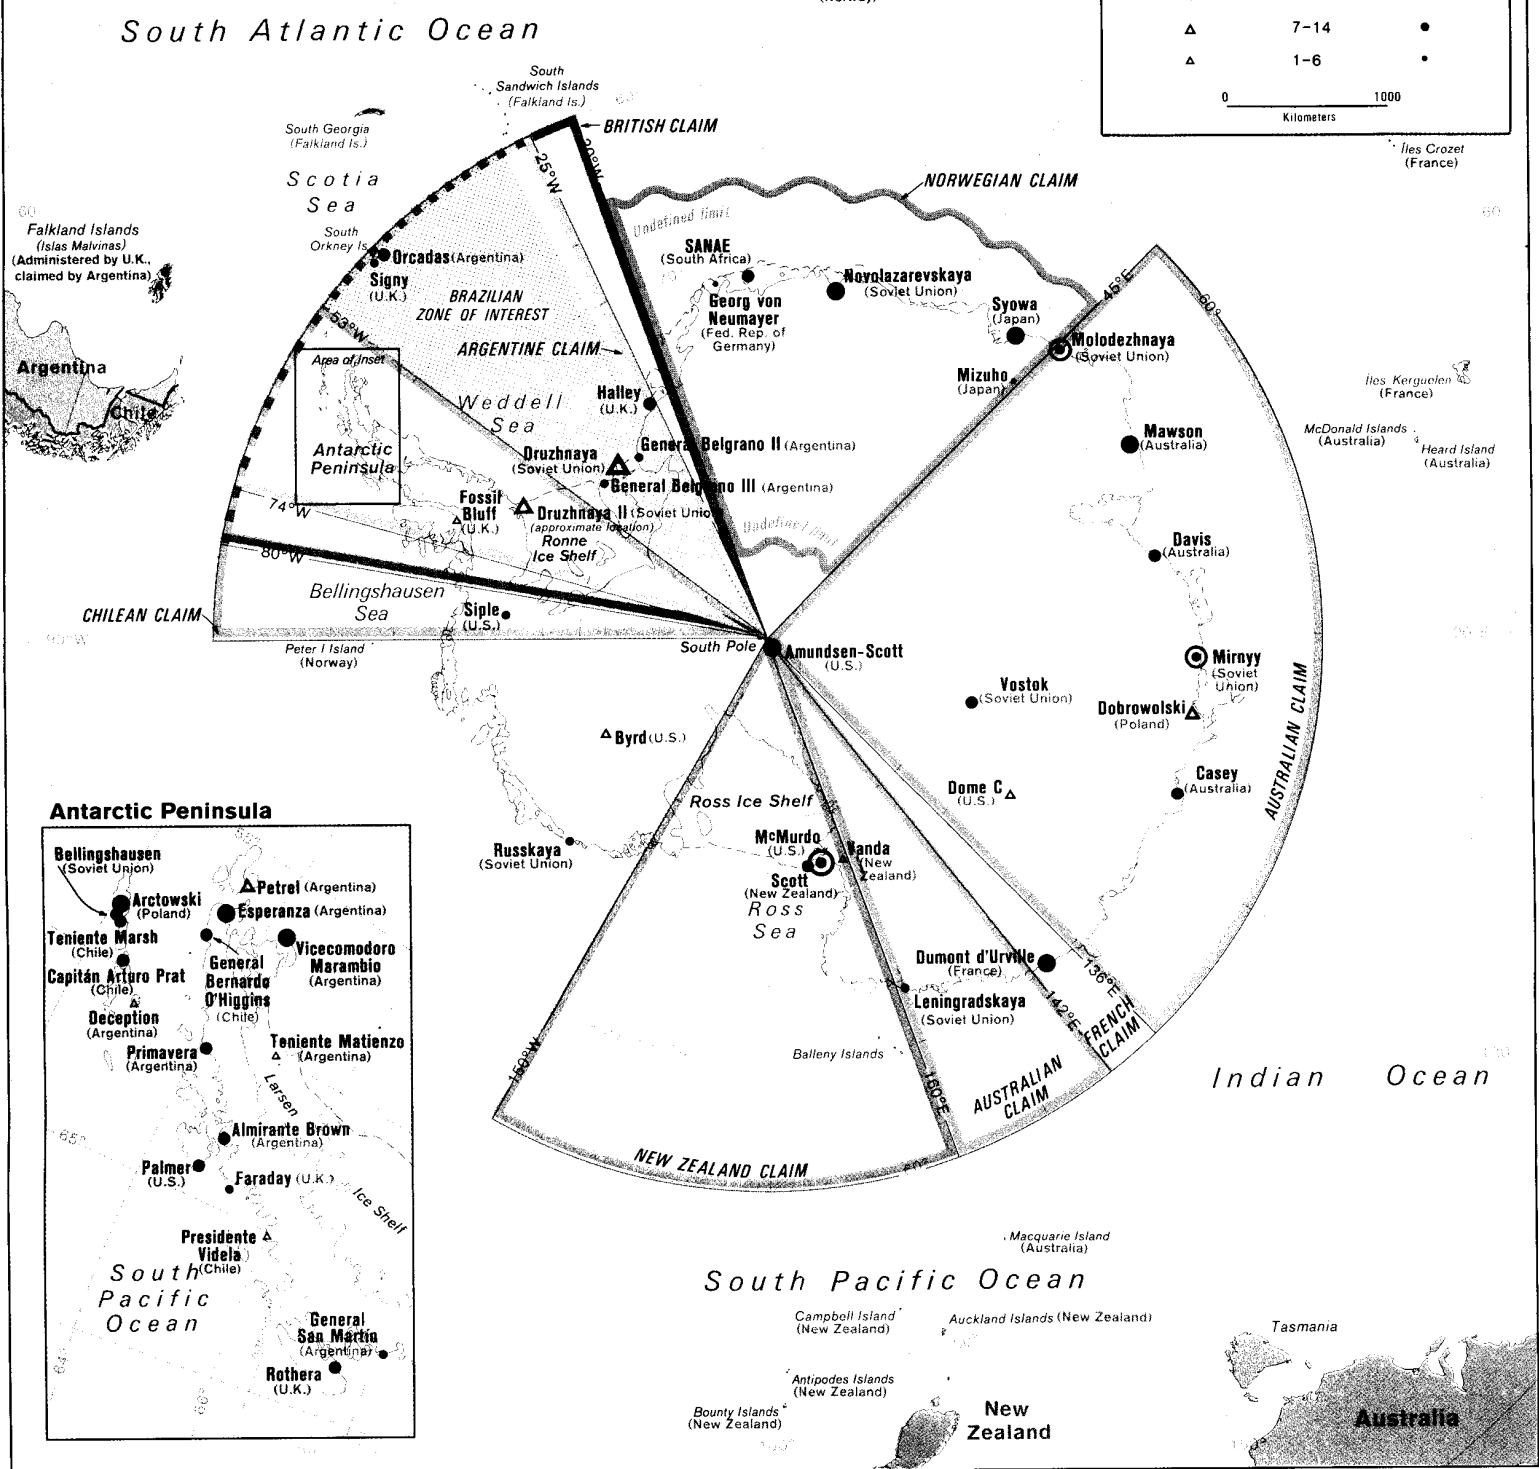 South Atlantic Ocean
7-14
1-6
0 1000
Kilometers
South
Sandwich Islands
(Falkland Is.)
60°
South Georgia
(Falkland Is.)
BRITISH CLAIM
Îles Crozet
(France)
Scotia
Sea
25°W
20°W
NORWEGIAN CLAIM
60
60
Falkland Islands
(Islas Malvinas)
(Administered by U.K.,
claimed by Argentina)
South
Orkney Is.
Orcadas (Argentina)
Signy
(U.K.)
Undefined limit
SANAE
(South Africa)
Novolazarevskaya
(Soviet Union)
45°E
60°
BRAZILIAN
ZONE OF INTEREST
Georg von
Neumayer
(Fed. Rep. of
Germany)
Syowa
(Japan)
53°W
ARGENTINE CLAIM
Molodezhnaya
(Soviet Union)
Area of Inset
Argentina
Chile
Mizuho
(Japan)
Îles Kerguelen
(France)
Halley
(U.K.)
Weddell
Sea
McDonald Islands
(Australia)
Heard Island
(Australia)
Mawson
(Australia)
Antarctic
Peninsula
Druzhnaya
(Soviet Union)
General Belgrano II (Argentina)
General Belgrano III (Argentina)
74°W
Fossil
Bluff
(U.K.)
Druzhnaya II (Soviet Union)
(approximate location)
Ronne
Ice Shelf
Undefined limit
Davis
(Australia)
80°W
Bellingshausen
Sea
CHILEAN CLAIM
Siple
(U.S.)
Peter I Island
(Norway)
South Pole
Amundsen-Scott
(U.S.)
Mirnyy
(Soviet
Union)
Vostok
(Soviet Union)
Dobrowolski
(Poland)
AUSTRALIAN CLAIM
Byrd (U.S.)
Dome C
(U.S.)
Casey
(Australia)
Ross Ice Shelf
McMurdo
(U.S.)
Vanda
(New
Zealand)
Scott
(New Zealand)
Russkaya
(Soviet Union)
Ross
Sea
Dumont d'Urville
(France)
Leningradskaya
(Soviet Union)
136°E
142°E
FRENCH
CLAIM
Balleny Islands
150°W
160°E
AUSTRALIAN
CLAIM
Indian Ocean
NEW ZEALAND CLAIM
60°
Antarctic Peninsula
Bellingshausen
(Soviet Union)
Arctowski
(Poland)
Petrel (Argentina)
Esperanza (Argentina)
Teniente Marsh
(Chile)
Vicecomodoro
Marambio
(Argentina)
General
Bernardo
O'Higgins
(Chile)
Capitán Arturo Prat
(Chile)
Deception
(Argentina)
Primavera
(Argentina)
Teniente Matienzo
(Argentina)
Larsen
Ice Shelf
Almirante Brown
(Argentina)
65°
Palmer
(U.S.)
Faraday (U.K.)
Presidente
Videla
(Chile)
South
Pacific
Ocean
General
San Martín
(Argentina)
Rothera
(U.K.)
Macquarie Island
(Australia)
South Pacific Ocean
Campbell Island
(New Zealand)
Auckland Islands (New Zealand)
Tasmania
Antipodes Islands
(New Zealand)
Bounty Islands
(New Zealand)
New
Zealand
Australia